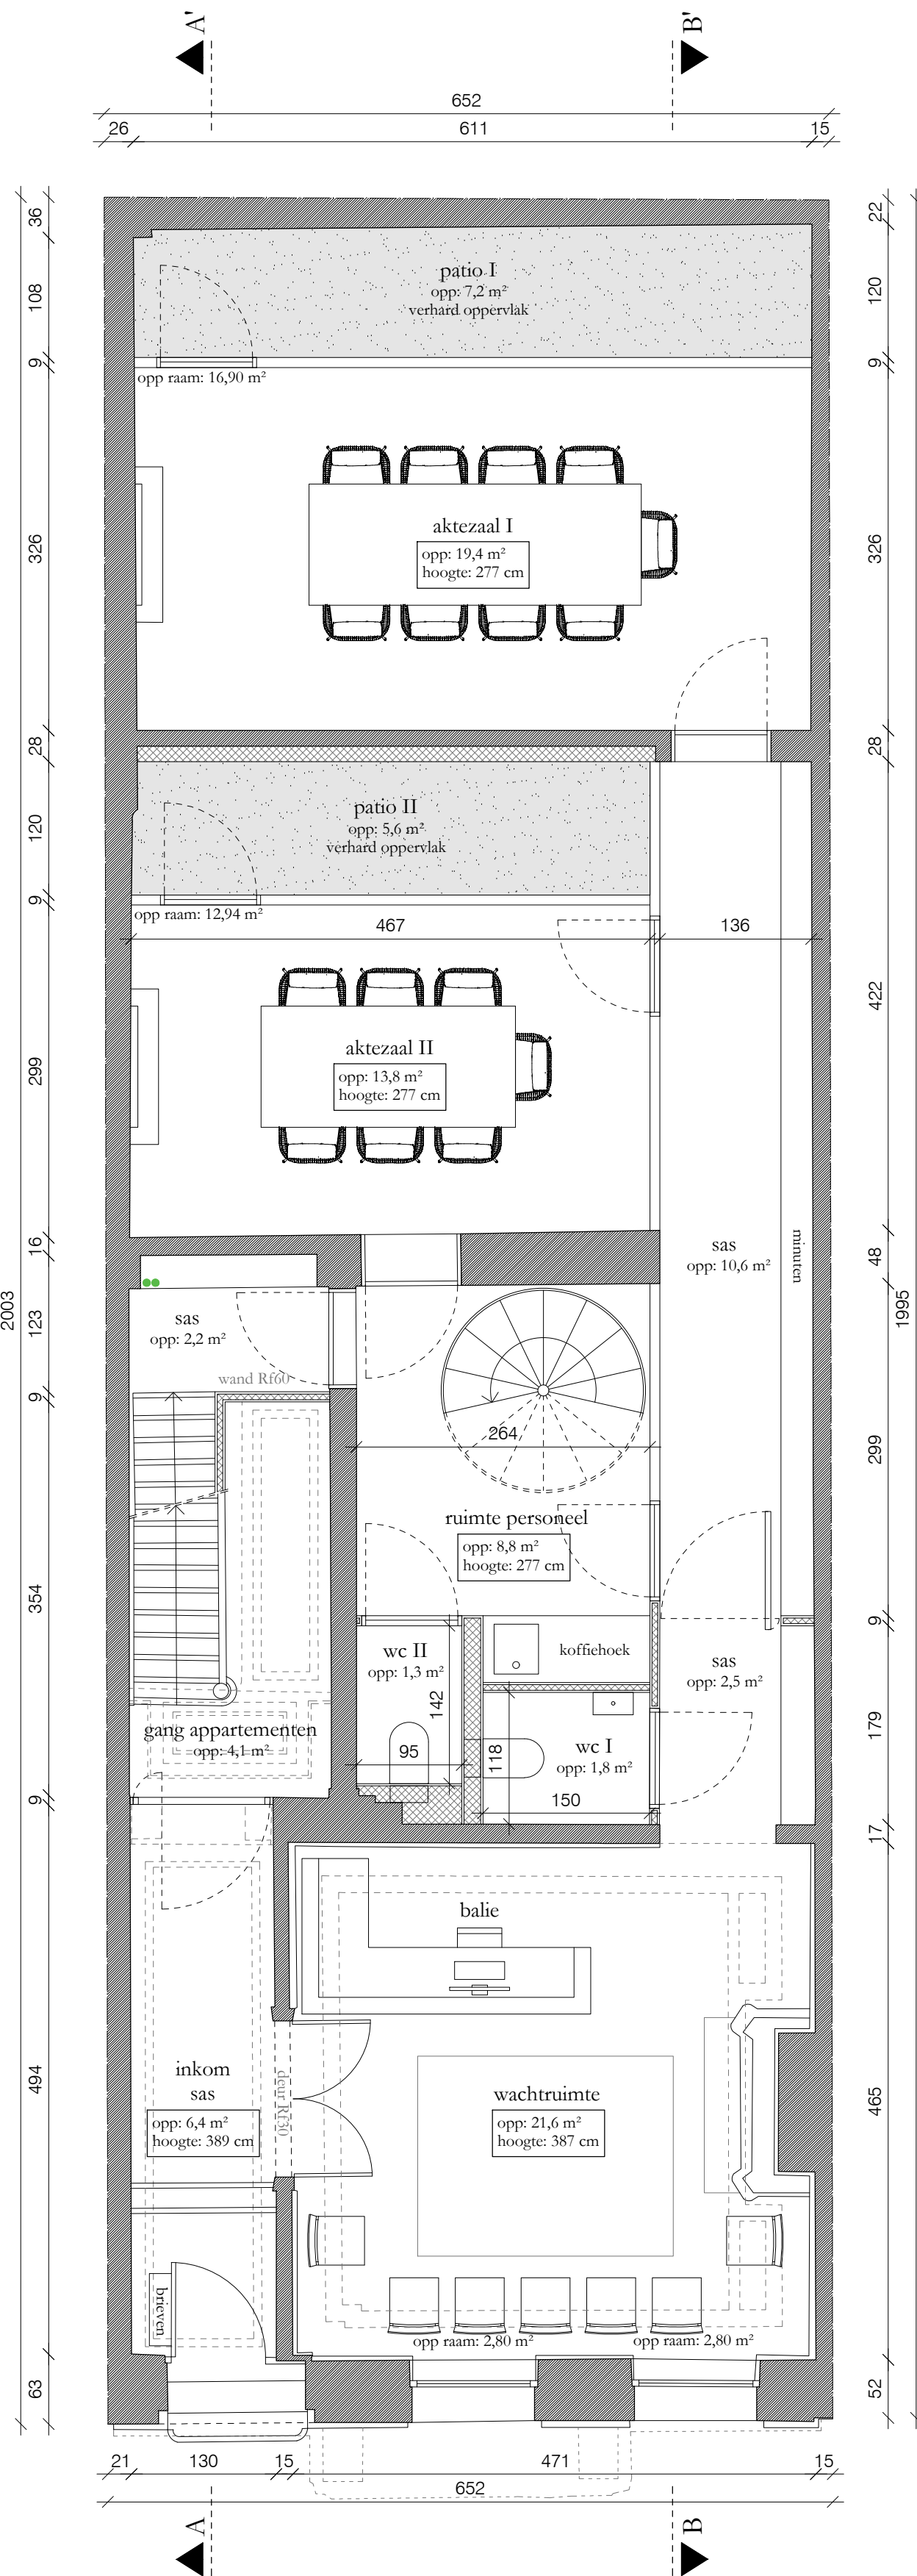 A'
B'
652
26
611
15
36
22
patio I
opp: 7,2 m²
verhard oppervlak
108
120
9
9
opp raam: 16,90 m²
aktezaal I
opp: 19,4 m²
hoogte: 277 cm
326
326
28
28
patio II
opp: 5,6 m²
verhard oppervlak
120
9
opp raam: 12,94 m²
467
136
422
aktezaal II
opp: 13,8 m²
hoogte: 277 cm
299
16
sas
opp: 10,6 m²
minuten
48
2003
123
1995
sas
opp: 2,2 m²
wand Rf60
9
264
299
ruimte personeel
opp: 8,8 m²
hoogte: 277 cm
354
9
wc II
opp: 1,3 m²
koffiehoek
sas
opp: 2,5 m²
142
gang appartementen
opp: 4,1 m²
95
118
wc I
opp: 1,8 m²
179
150
9
17
balie
inkom
sas
opp: 6,4 m²
hoogte: 389 cm
deur Rf30
wachtruimte
opp: 21,6 m²
hoogte: 387 cm
494
465
brieven
opp raam: 2,80 m²
opp raam: 2,80 m²
63
52
21
130
15
471
15
652
A
B